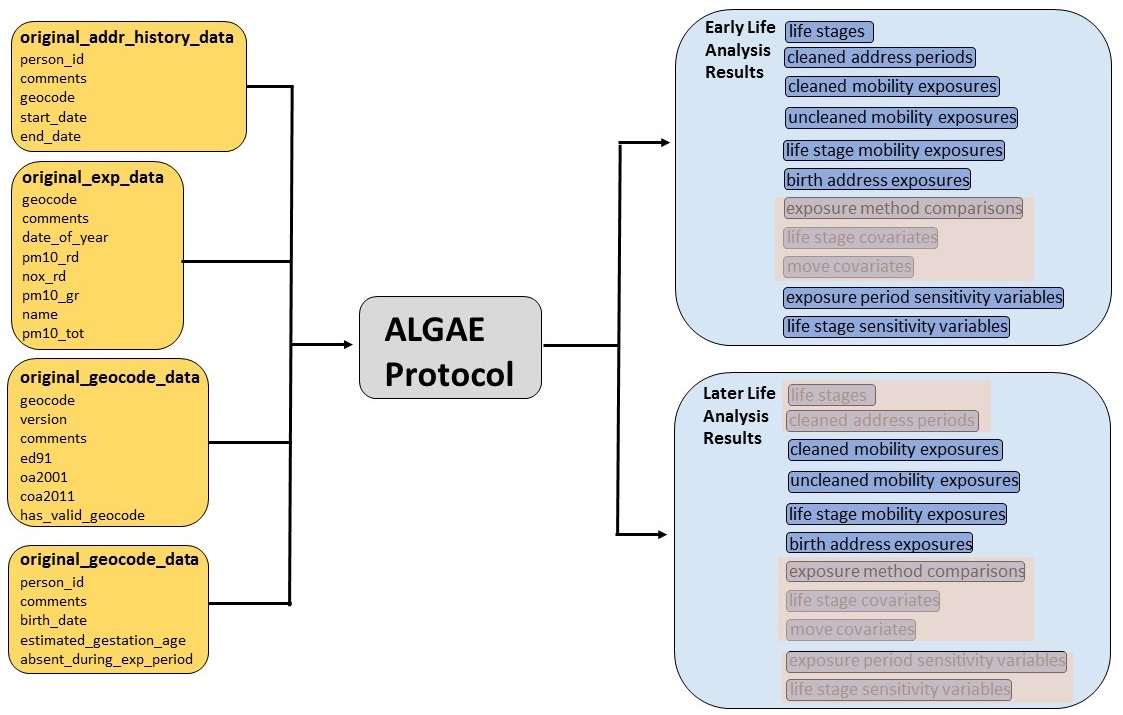 original_addr_history_data
person_id
comments
geocode
start_date
end_date
original_exp_data
geocode
comments
date_of_year
pm10_rd
nox_rd
pm10_gr
name
pm10_tot
original_geocode_data
geocode
version
comments
ed91
oa2001
coa2011
has_valid_geocode
original_geocode_data
person_id
comments
birth_date
estimated_gestation_age
absent_during_exp_period
ALGAE
Protocol
Early Life
Analysis
Results
life stages
cleaned address periods
cleaned mobility exposures
uncleaned mobility exposures
life stage mobility exposures
birth address exposures
exposure method comparisons
life stage covariates
move covariates
exposure period sensitivity variables
life stage sensitivity variables
Later Life
Analysis
Results
life stages
cleaned address periods
cleaned mobility exposures
uncleaned mobility exposures
life stage mobility exposures
birth address exposures
exposure method comparisons
life stage covariates
move covariates
exposure period sensitivity variables
life stage sensitivity variables